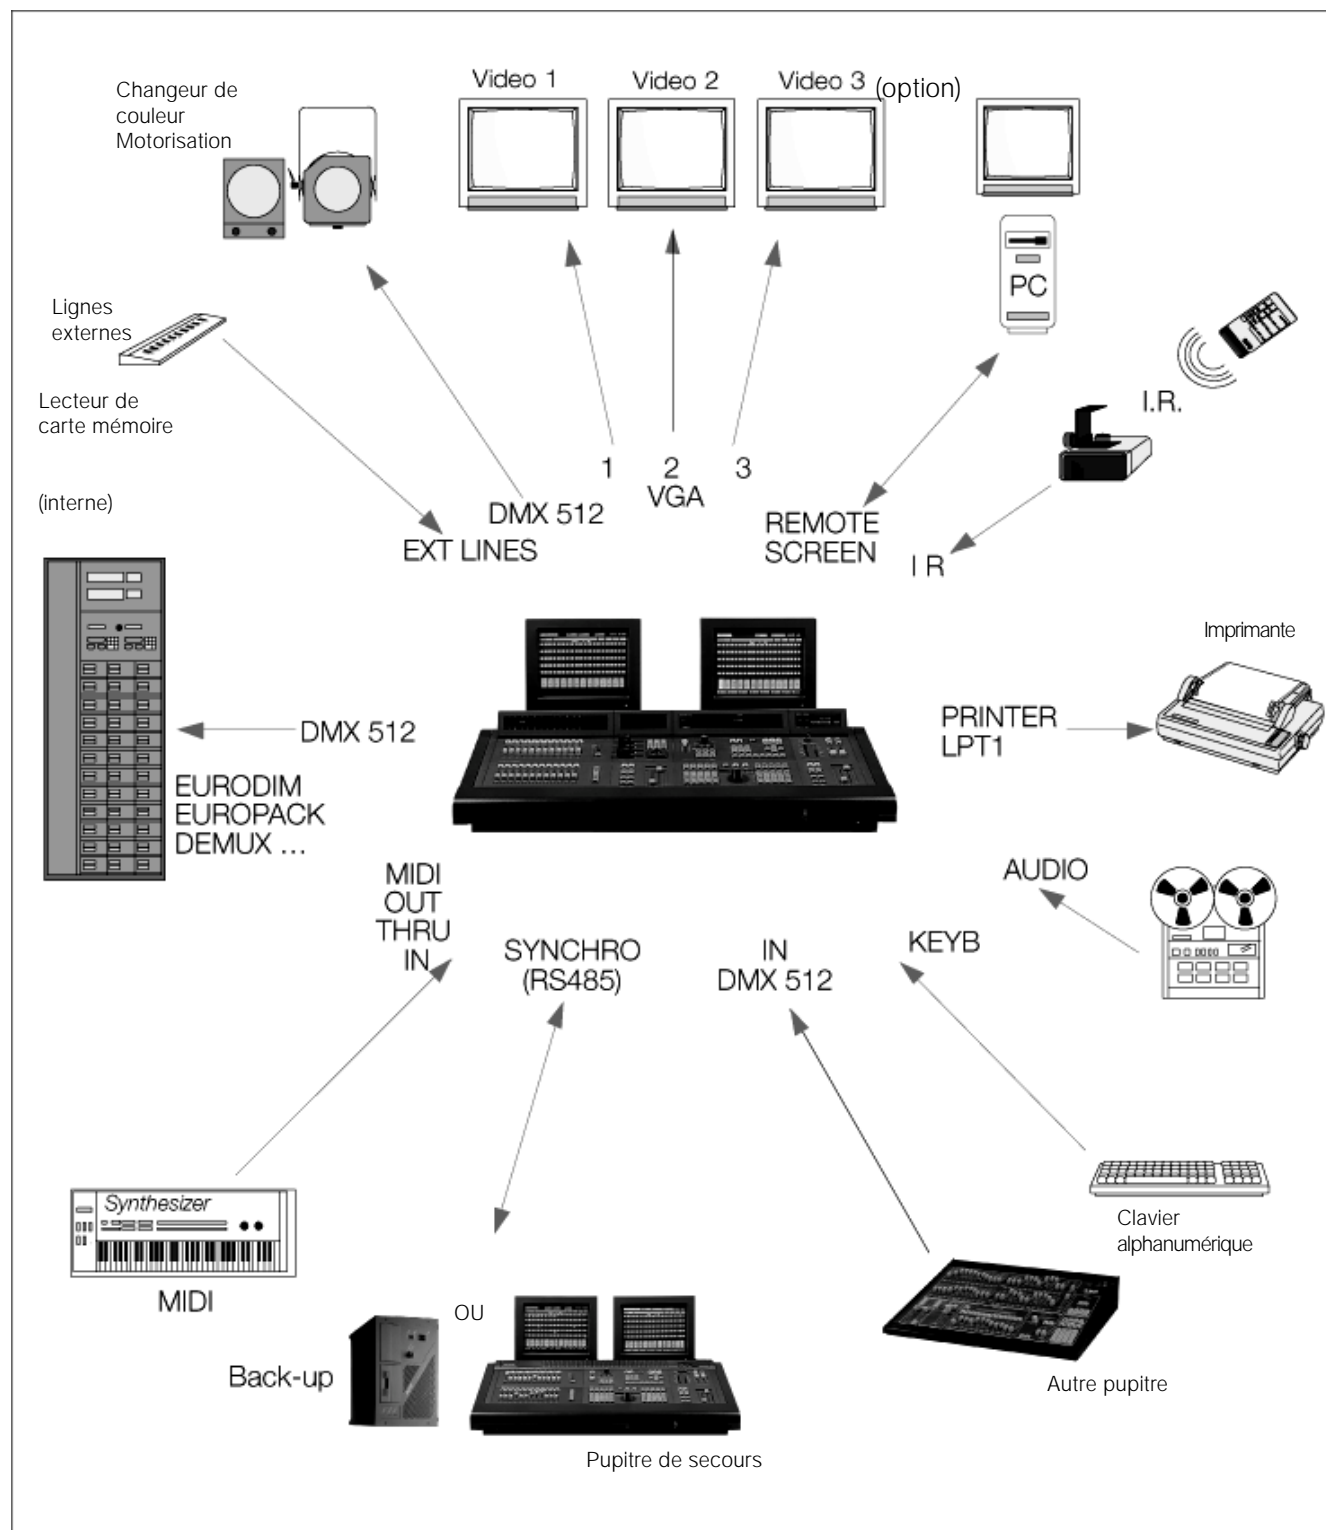 Changeur de
couleur
Motorisation
Video 1
Video 2
Video 3 (option)
PC
Lignes
externes
Lecteur de
carte mémoire
(interne)
I.R.
1
2
3
VGA
DMX 512
EXT LINES
REMOTE
SCREEN
I R
Imprimante
DMX 512
PRINTER
LPT1
EURODIM
EUROPACK
DEMUX ...
MIDI
OUT
THRU
IN
SYNCHRO
(RS485)
IN
DMX 512
KEYB
AUDIO
Synthesizer
MIDI
Clavier
alphanumérique
OU
Back-up
Autre pupitre
Pupitre de secours